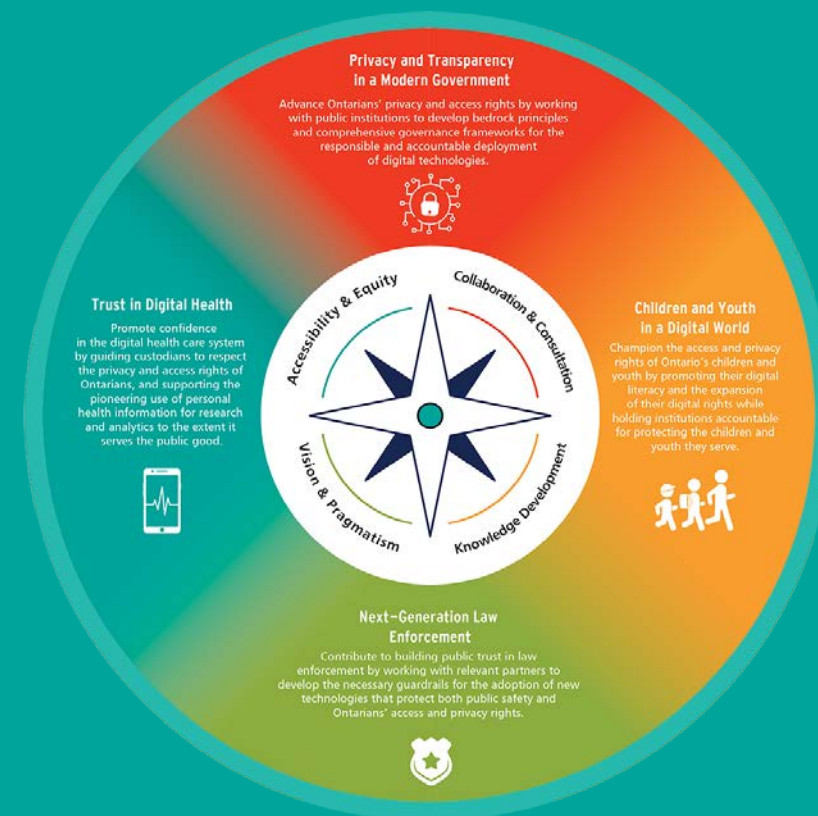 Privacy and Transparency
in a Modern Government
Advance Ontarians' privacy and access rights by working
with public institutions to develop bedrock principles
and comprehensive governance frameworks for the
responsible and accountable deployment
of digital technologies.
Trust in Digital Health
Promote confidence
in the digital health care system
by guiding custodians to respect
the privacy and access rights of
Ontarians, and supporting the
pioneering use of personal
health information for research
and analytics to the extent it
serves the public good.
Accessibility & Equity
Collaboration & Consultation
Vision & Pragmatism
Knowledge Development
Children and Youth
in a Digital World
Champion the access and privacy
rights of Ontario's children and
youth by promoting their digital
literacy and the expansion
of their digital rights while
holding institutions accountable
for protecting the children and
youth they serve.
Next-Generation Law
Enforcement
Contribute to building public trust in law
enforcement by working with relevant partners to
develop the necessary guardrails for the adoption of new
technologies that protect both public safety and
Ontarians' access and privacy rights.